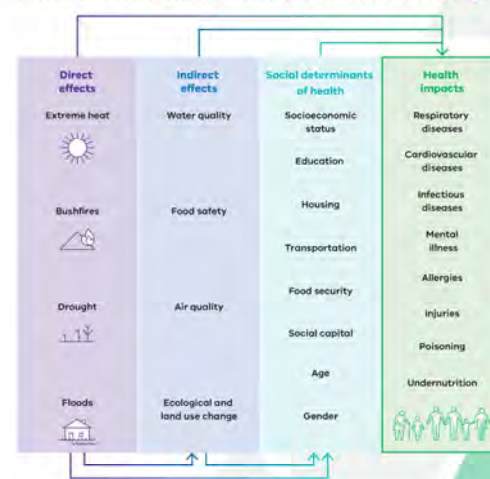 Direct
effects
Extreme heat
Bushfires
Drought
Floods
Indirect
effects
Water quality
Food safety
Air quality
Ecological and
land use change
Social determinants
of health
Socioeconomic
status
Education
Housing
Transportation
Food security
Social capital
Age
Gender
Health
impacts
Respiratory
diseases
Cardiovascular
diseases
Infectious
diseases
Mental
illness
Allergies
Injuries
Poisoning
Undernutrition